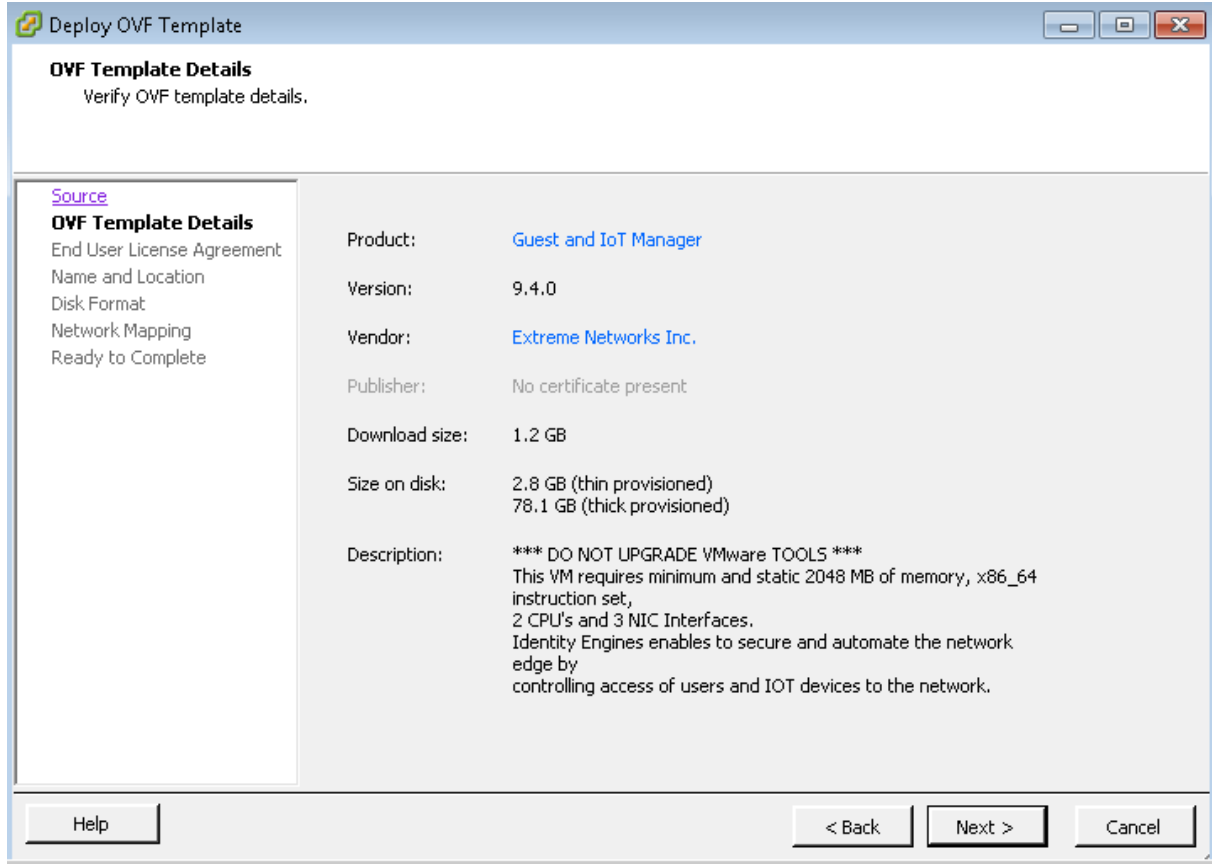 Deploy OVF Template
OVF Template Details
Verify OVF template details.
Source
OVF Template Details
End User License Agreement
Name and Location
Disk Format
Network Mapping
Ready to Complete
Product: Guest and IoT Manager
Version: 9.4.0
Vendor: Extreme Networks Inc.
Publisher: No certificate present
Download size: 1.2 GB
Size on disk: 2.8 GB (thin provisioned)
78.1 GB (thick provisioned)
Description: *** DO NOT UPGRADE VMware TOOLS ***
This VM requires minimum and static 2048 MB of memory, x86_64
instruction set,
2 CPU's and 3 NIC Interfaces.
Identity Engines enables to secure and automate the network
edge by
controlling access of users and IOT devices to the network.
Help
< Back
Next >
Cancel